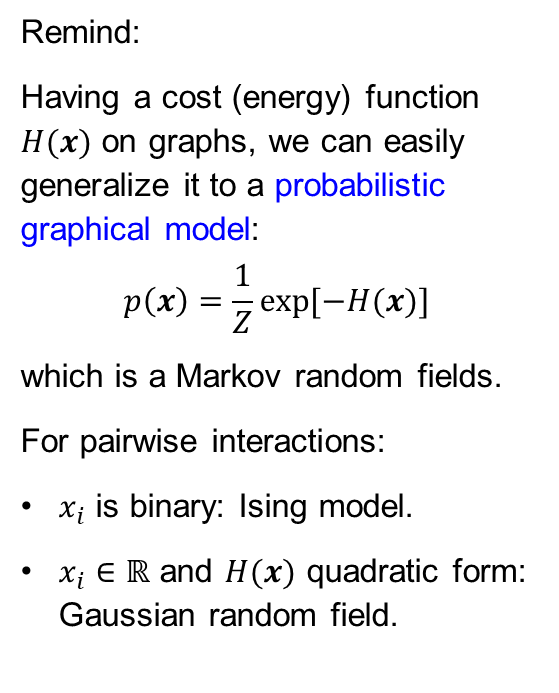 Remind:
Having a cost (energy) function
H(x) on graphs, we can easily
generalize it to a probabilistic
graphical model:
p(x) = 1/Z exp[−H(x)]
which is a Markov random fields.
For pairwise interactions:
• xᵢ is binary: Ising model.
• xᵢ ∈ ℝ and H(x) quadratic form:
Gaussian random field.